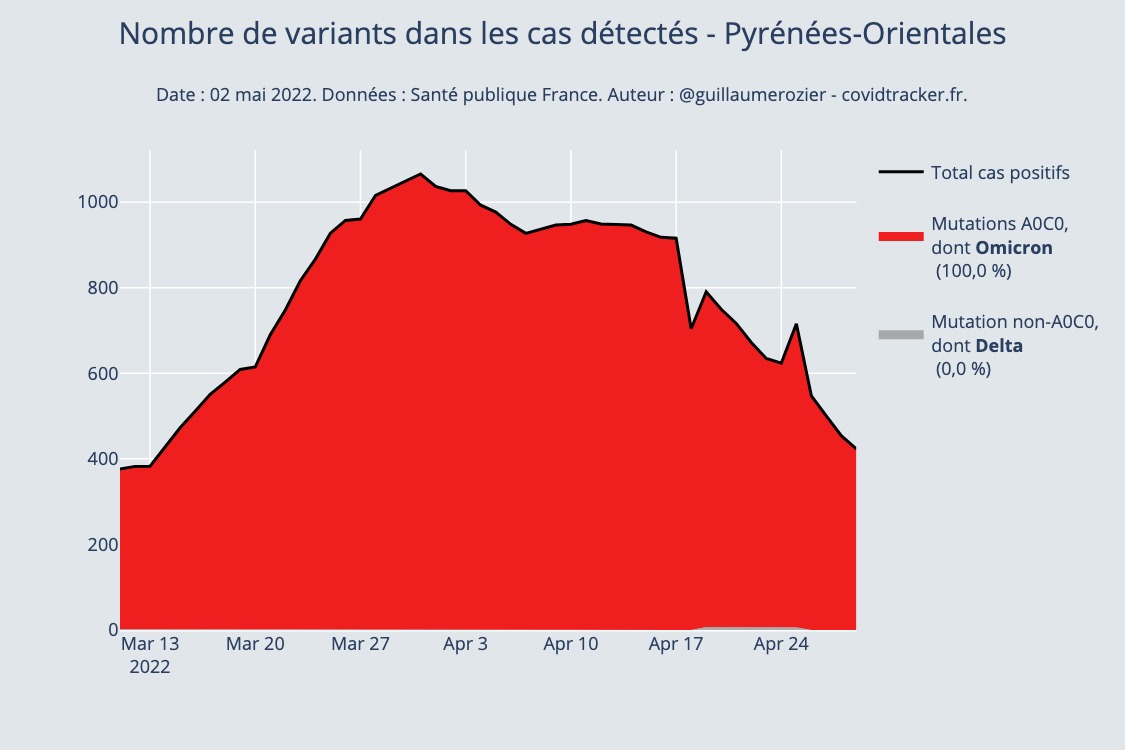 Nombre de variants dans les cas détectés - Pyrénées-Orientales
Date : 02 mai 2022. Données : Santé publique France. Auteur : @guillaumerozier - covidtracker.fr.
Total cas positifs
Mutations A0C0,
dont Omicron
(100,0 %)
Mutation non-A0C0,
dont Delta
(0,0 %)
1000
800
600
400
200
0
Mar 13
2022
Mar 20
Mar 27
Apr 3
Apr 10
Apr 17
Apr 24